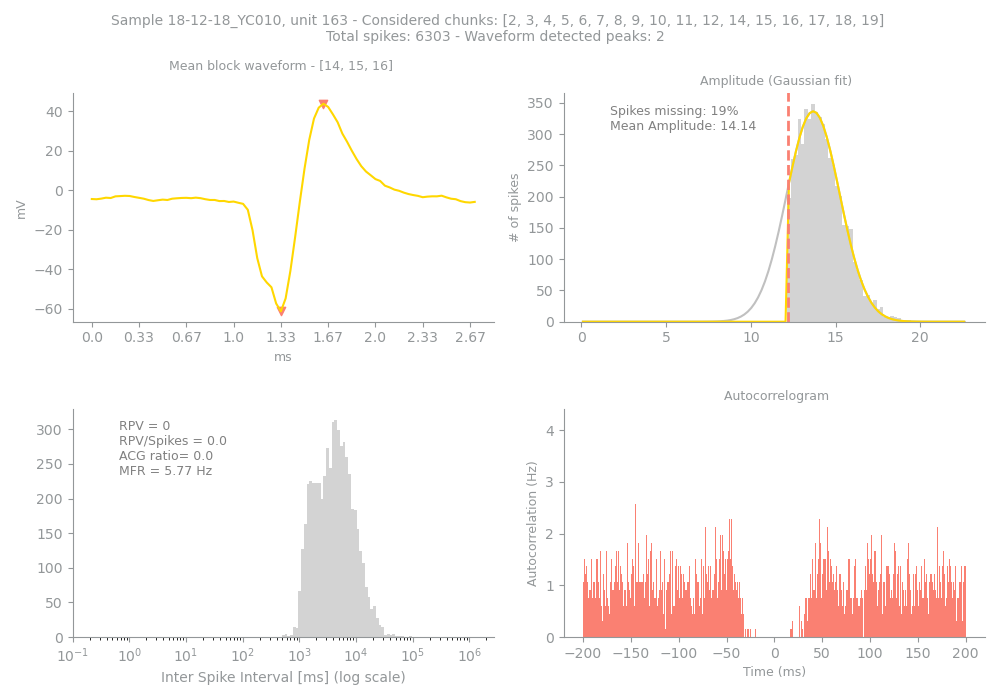 Sample 18-12-18_YC010, unit 163 - Considered chunks: [2, 3, 4, 5, 6, 7, 8, 9, 10, 11, 12, 14, 15, 16, 17, 18, 19]
Total spikes: 6303 - Waveform detected peaks: 2
Mean block waveform - [14, 15, 16]
40
20
0
−20
−40
−60
mV
0.0 0.33 0.67 1.0 1.33 1.67 2.0 2.33 2.67
ms
Amplitude (Gaussian fit)
Spikes missing: 19%
Mean Amplitude: 14.14
350
300
250
200
150
100
50
0
# of spikes
0 5 10 15 20
RPV = 0
RPV/Spikes = 0.0
ACG ratio= 0.0
MFR = 5.77 Hz
300
250
200
150
100
50
0
10⁻¹ 10⁰ 10¹ 10² 10³ 10⁴ 10⁵ 10⁶
Inter Spike Interval [ms] (log scale)
Autocorrelogram
4
3
2
1
0
Autocorrelation (Hz)
−200 −150 −100 −50 0 50 100 150 200
Time (ms)